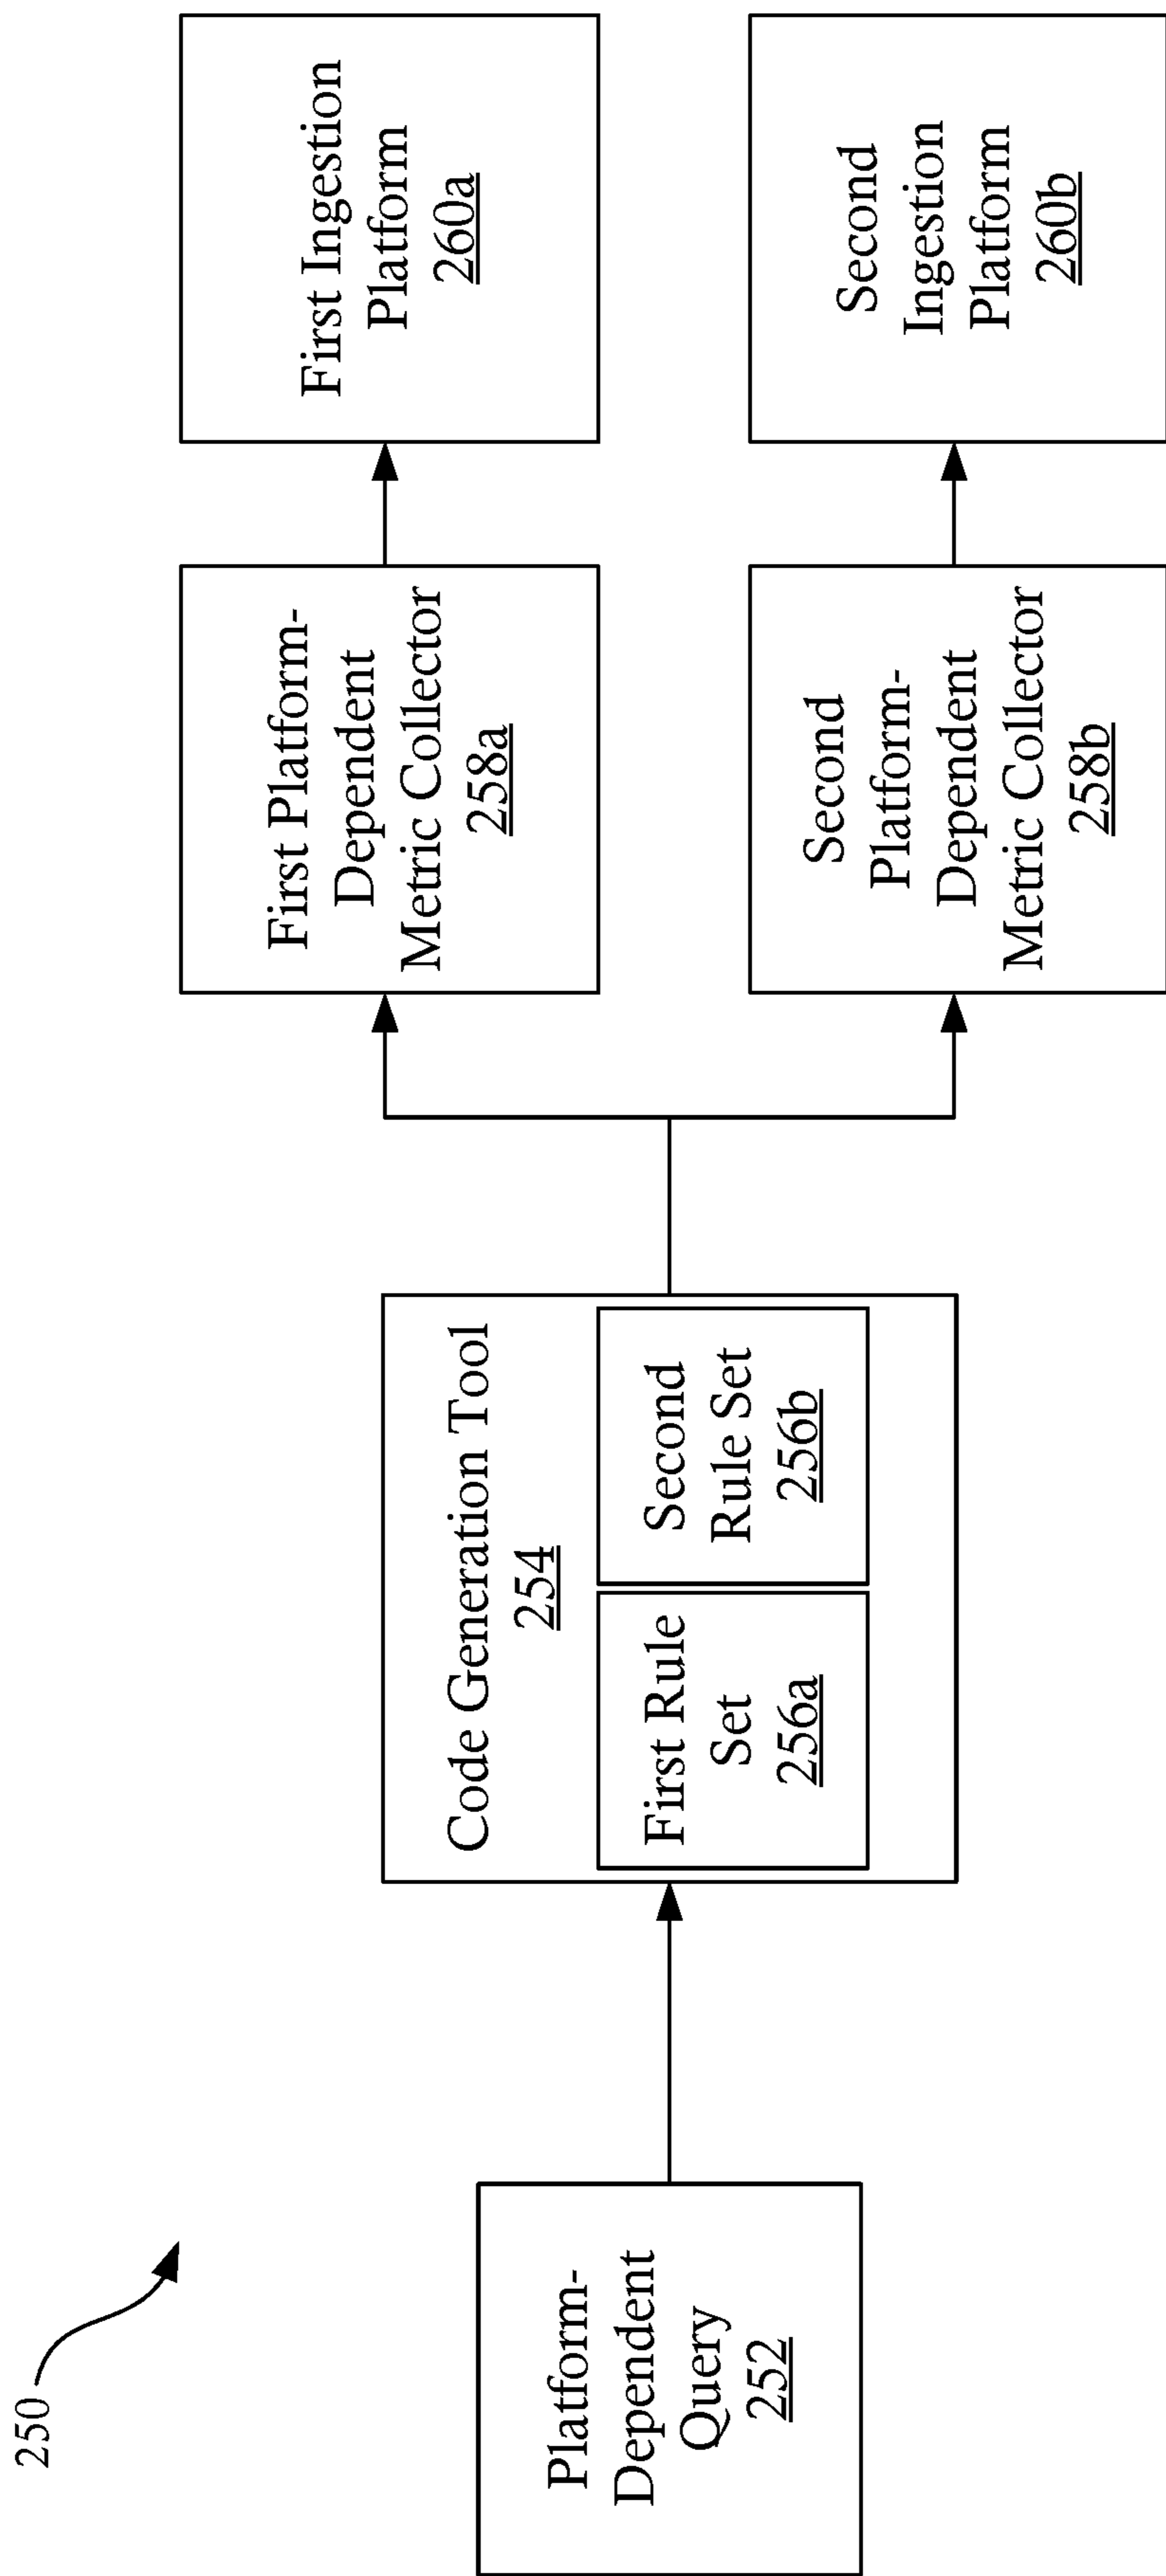 250
Platform-
Dependent
Query
252
Code Generation Tool
254
First Rule
Set
256a
Second
Rule Set
256b
First Platform-
Dependent
Metric Collector
258a
First Ingestion
Platform
260a
Second
Platform-
Dependent
Metric Collector
258b
Second
Ingestion
Platform
260b